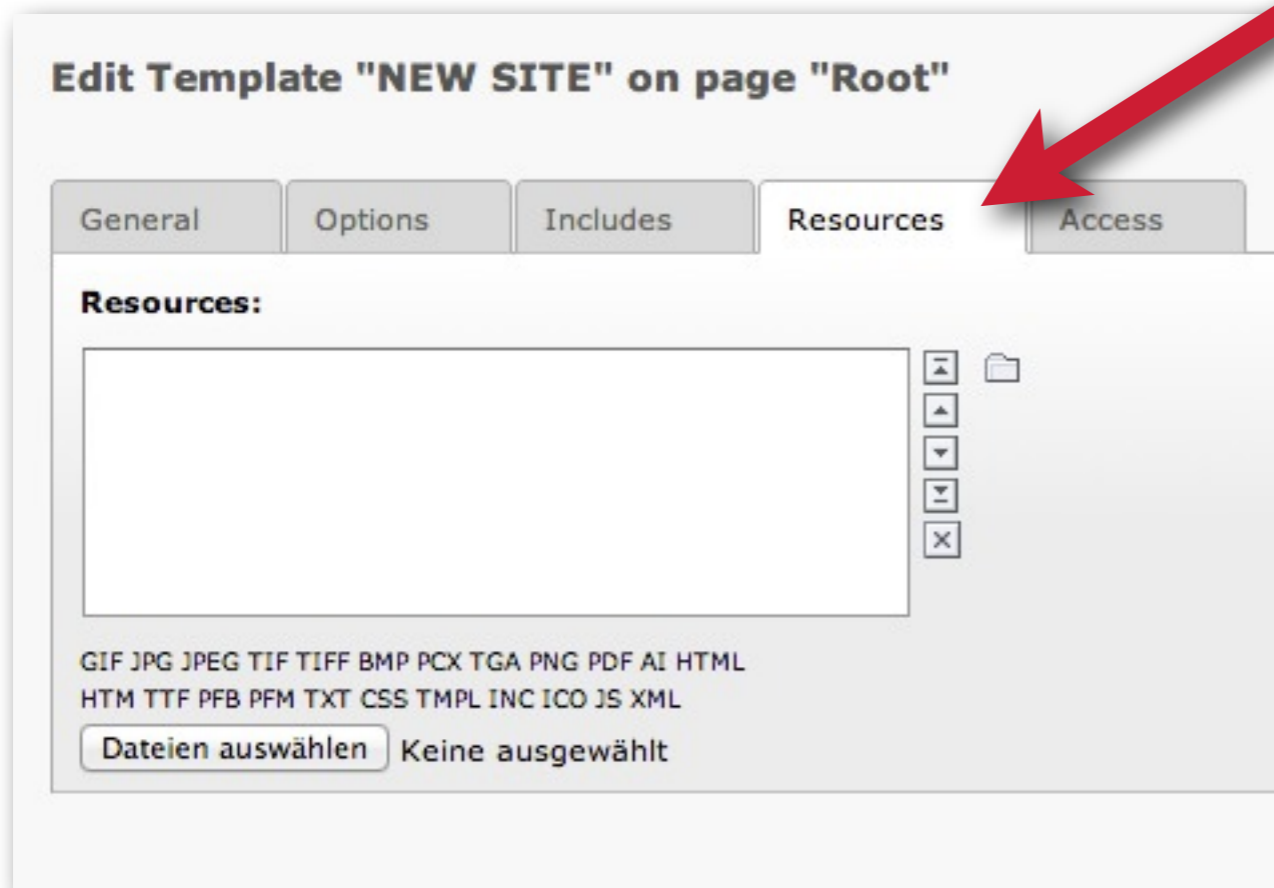 Edit Template "NEW SITE" on page "Root"
General Options Includes Resources Access
Resources:
GIF JPG JPEG TIF TIFF BMP PCX TGA PNG PDF AI HTML
HTM TTF PFB PFM TXT CSS TMPL INC ICO JS XML
Dateien auswählen Keine ausgewählt